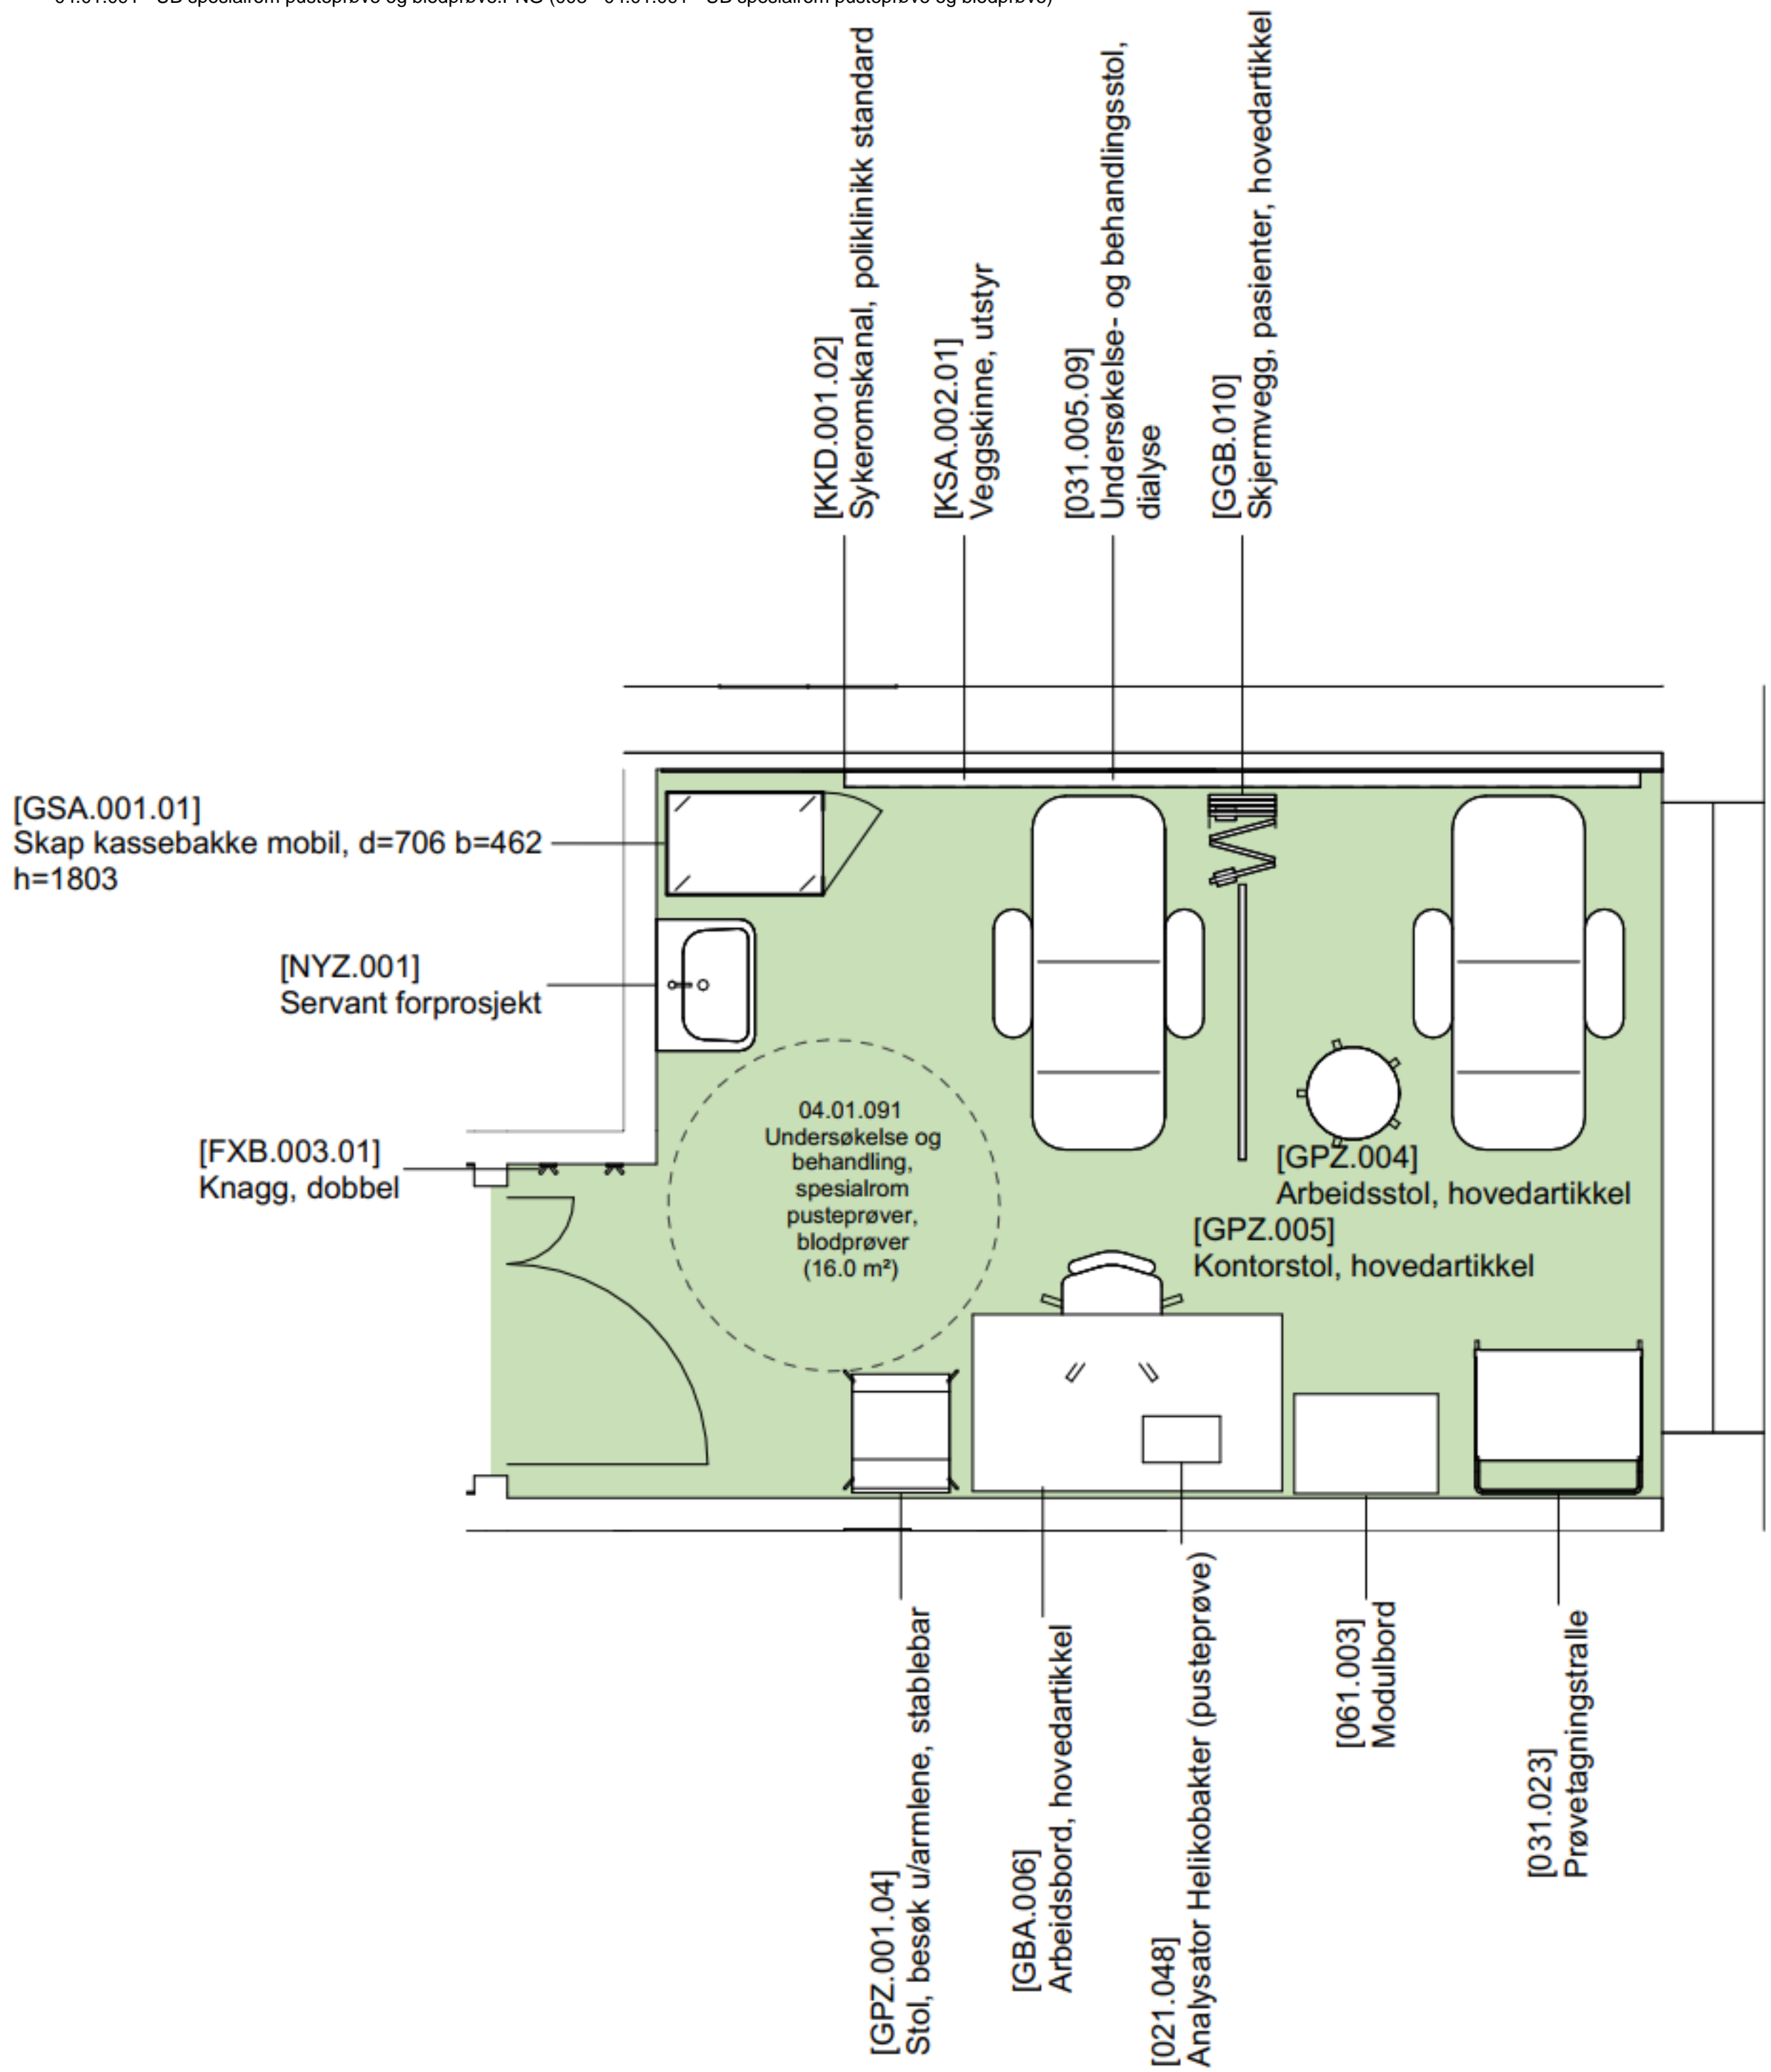 [KKD.001.02]
Sykeromskanal, poliklinikk standard
[KSA.002.01]
Veggskinne, utstyr
[031.005.09]
Undersøkelse- og behandlingsstol,
dialyse
[GGB.010]
Skjermvegg, pasienter, hovedartikkel
[GSA.001.01]
Skap kassebakke mobil, d=706 b=462
h=1803
[NYZ.001]
Servant forprosjekt
[FXB.003.01]
Knagg, dobbel
04.01.091
Undersøkelse og
behandling,
spesialrom
pusteprøver,
blodprøver
(16.0 m²)
[GPZ.004]
Arbeidsstol, hovedartikkel
[GPZ.005]
Kontorstol, hovedartikkel
[GPZ.001.04]
Stol, besøk u/armlene, stablebar
[GBA.006]
Arbeidsbord, hovedartikkel
[021.048]
Analysator Helikobakter (pusteprøve)
[061.003]
Modulbord
[031.023]
Prøvetagningstralle